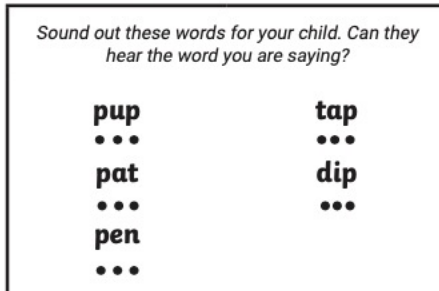 Sound out these words for your child. Can they
hear the word you are saying?
pup
tap
pat
dip
pen